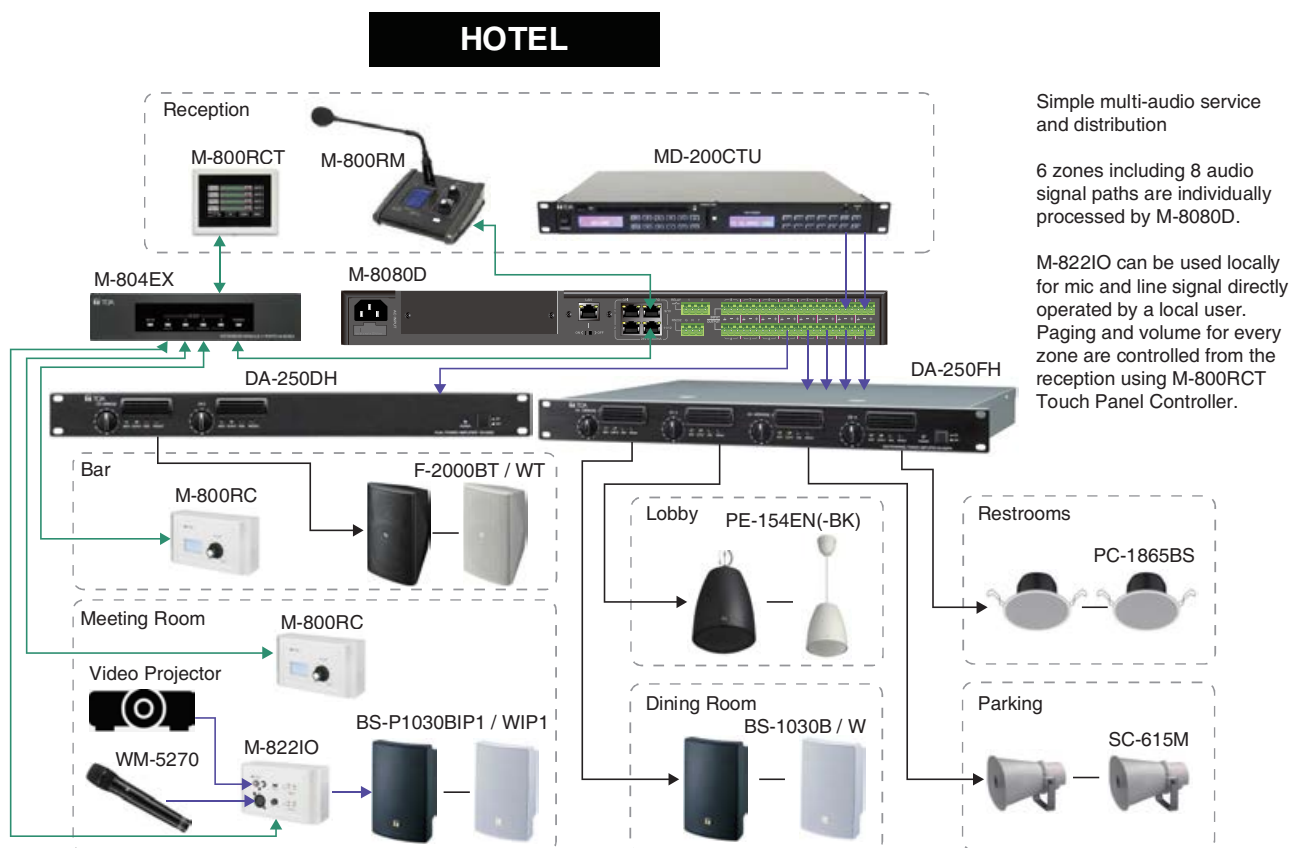 HOTEL
Reception
M-800RCT
M-800RM
MD-200CTU
Simple multi-audio service
and distribution
6 zones including 8 audio
signal paths are individually
processed by M-8080D.
M-822IO can be used locally
for mic and line signal directly
operated by a local user.
Paging and volume for every
zone are controlled from the
reception using M-800RCT
Touch Panel Controller.
M-804EX
M-8080D
DA-250DH
DA-250FH
Bar
M-800RC
F-2000BT / WT
Lobby
PE-154EN(-BK)
Restrooms
PC-1865BS
Meeting Room
M-800RC
Video Projector
WM-5270
M-822IO
BS-P1030BIP1 / WIP1
Dining Room
BS-1030B / W
Parking
SC-615M